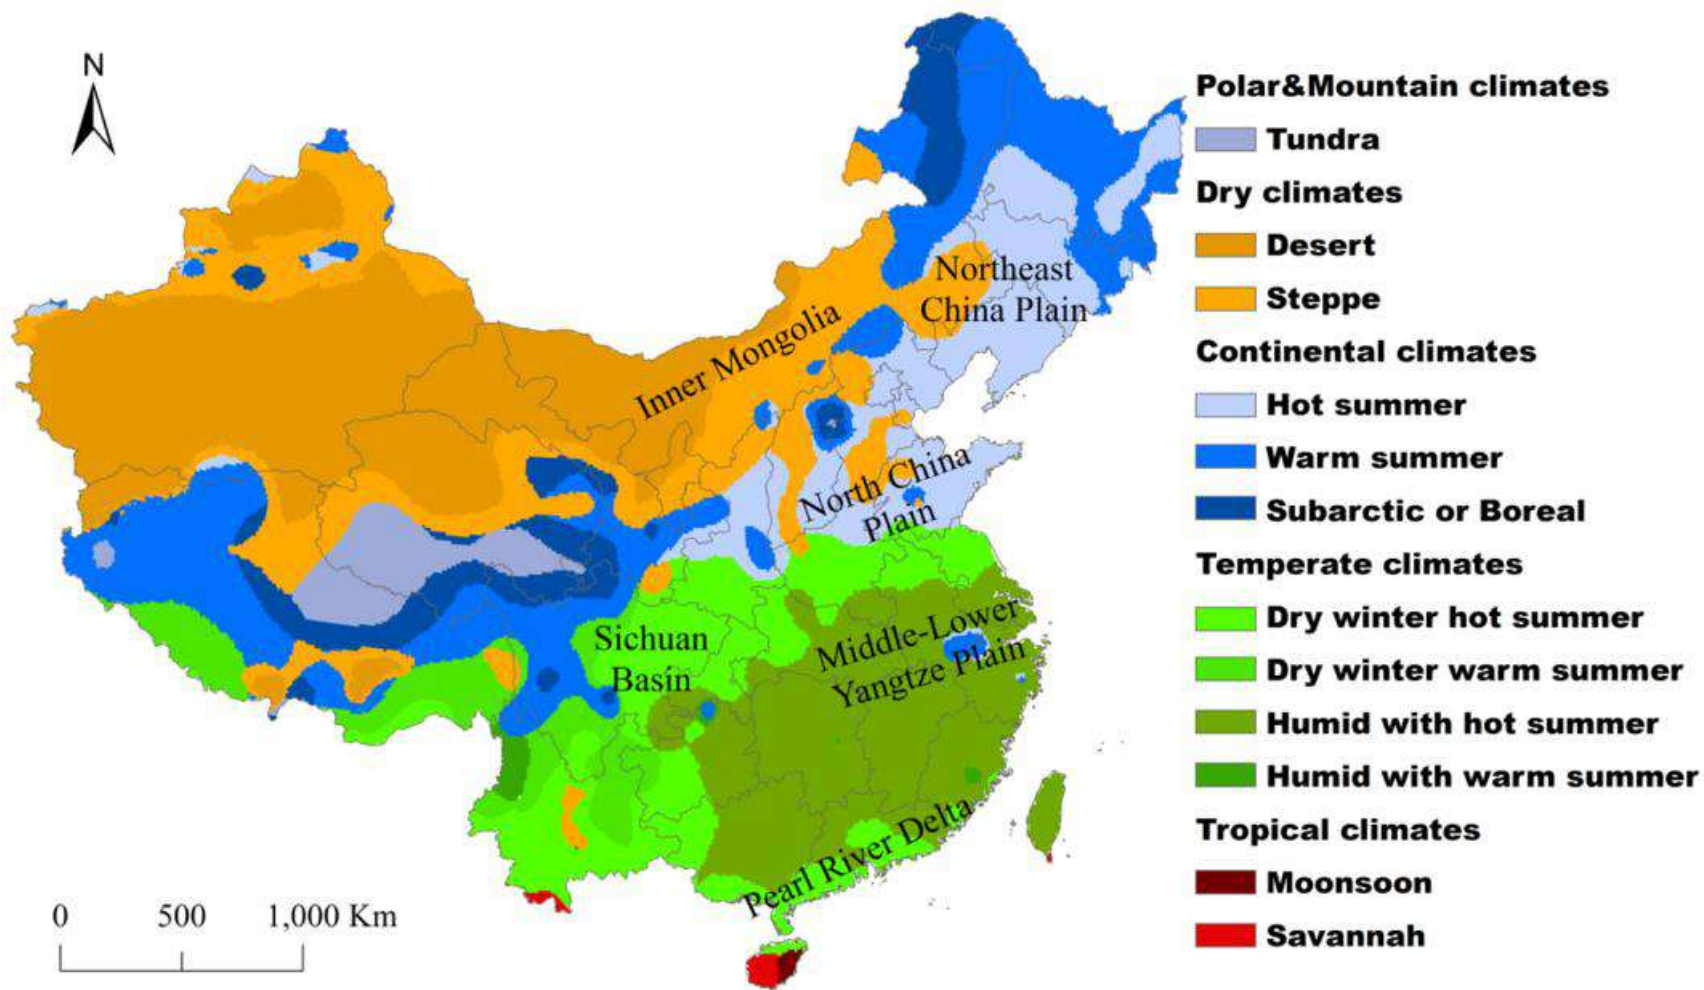 N
Polar&Mountain climates
Tundra
Dry climates
Desert
Steppe
Continental climates
Hot summer
Warm summer
Subarctic or Boreal
Temperate climates
Dry winter hot summer
Dry winter warm summer
Humid with hot summer
Humid with warm summer
Tropical climates
Moonsoon
Savannah
Northeast
China Plain
Inner Mongolia
North China
Plain
Sichuan
Basin
Middle-Lower
Yangtze Plain
Pearl River Delta
0 500 1,000 Km